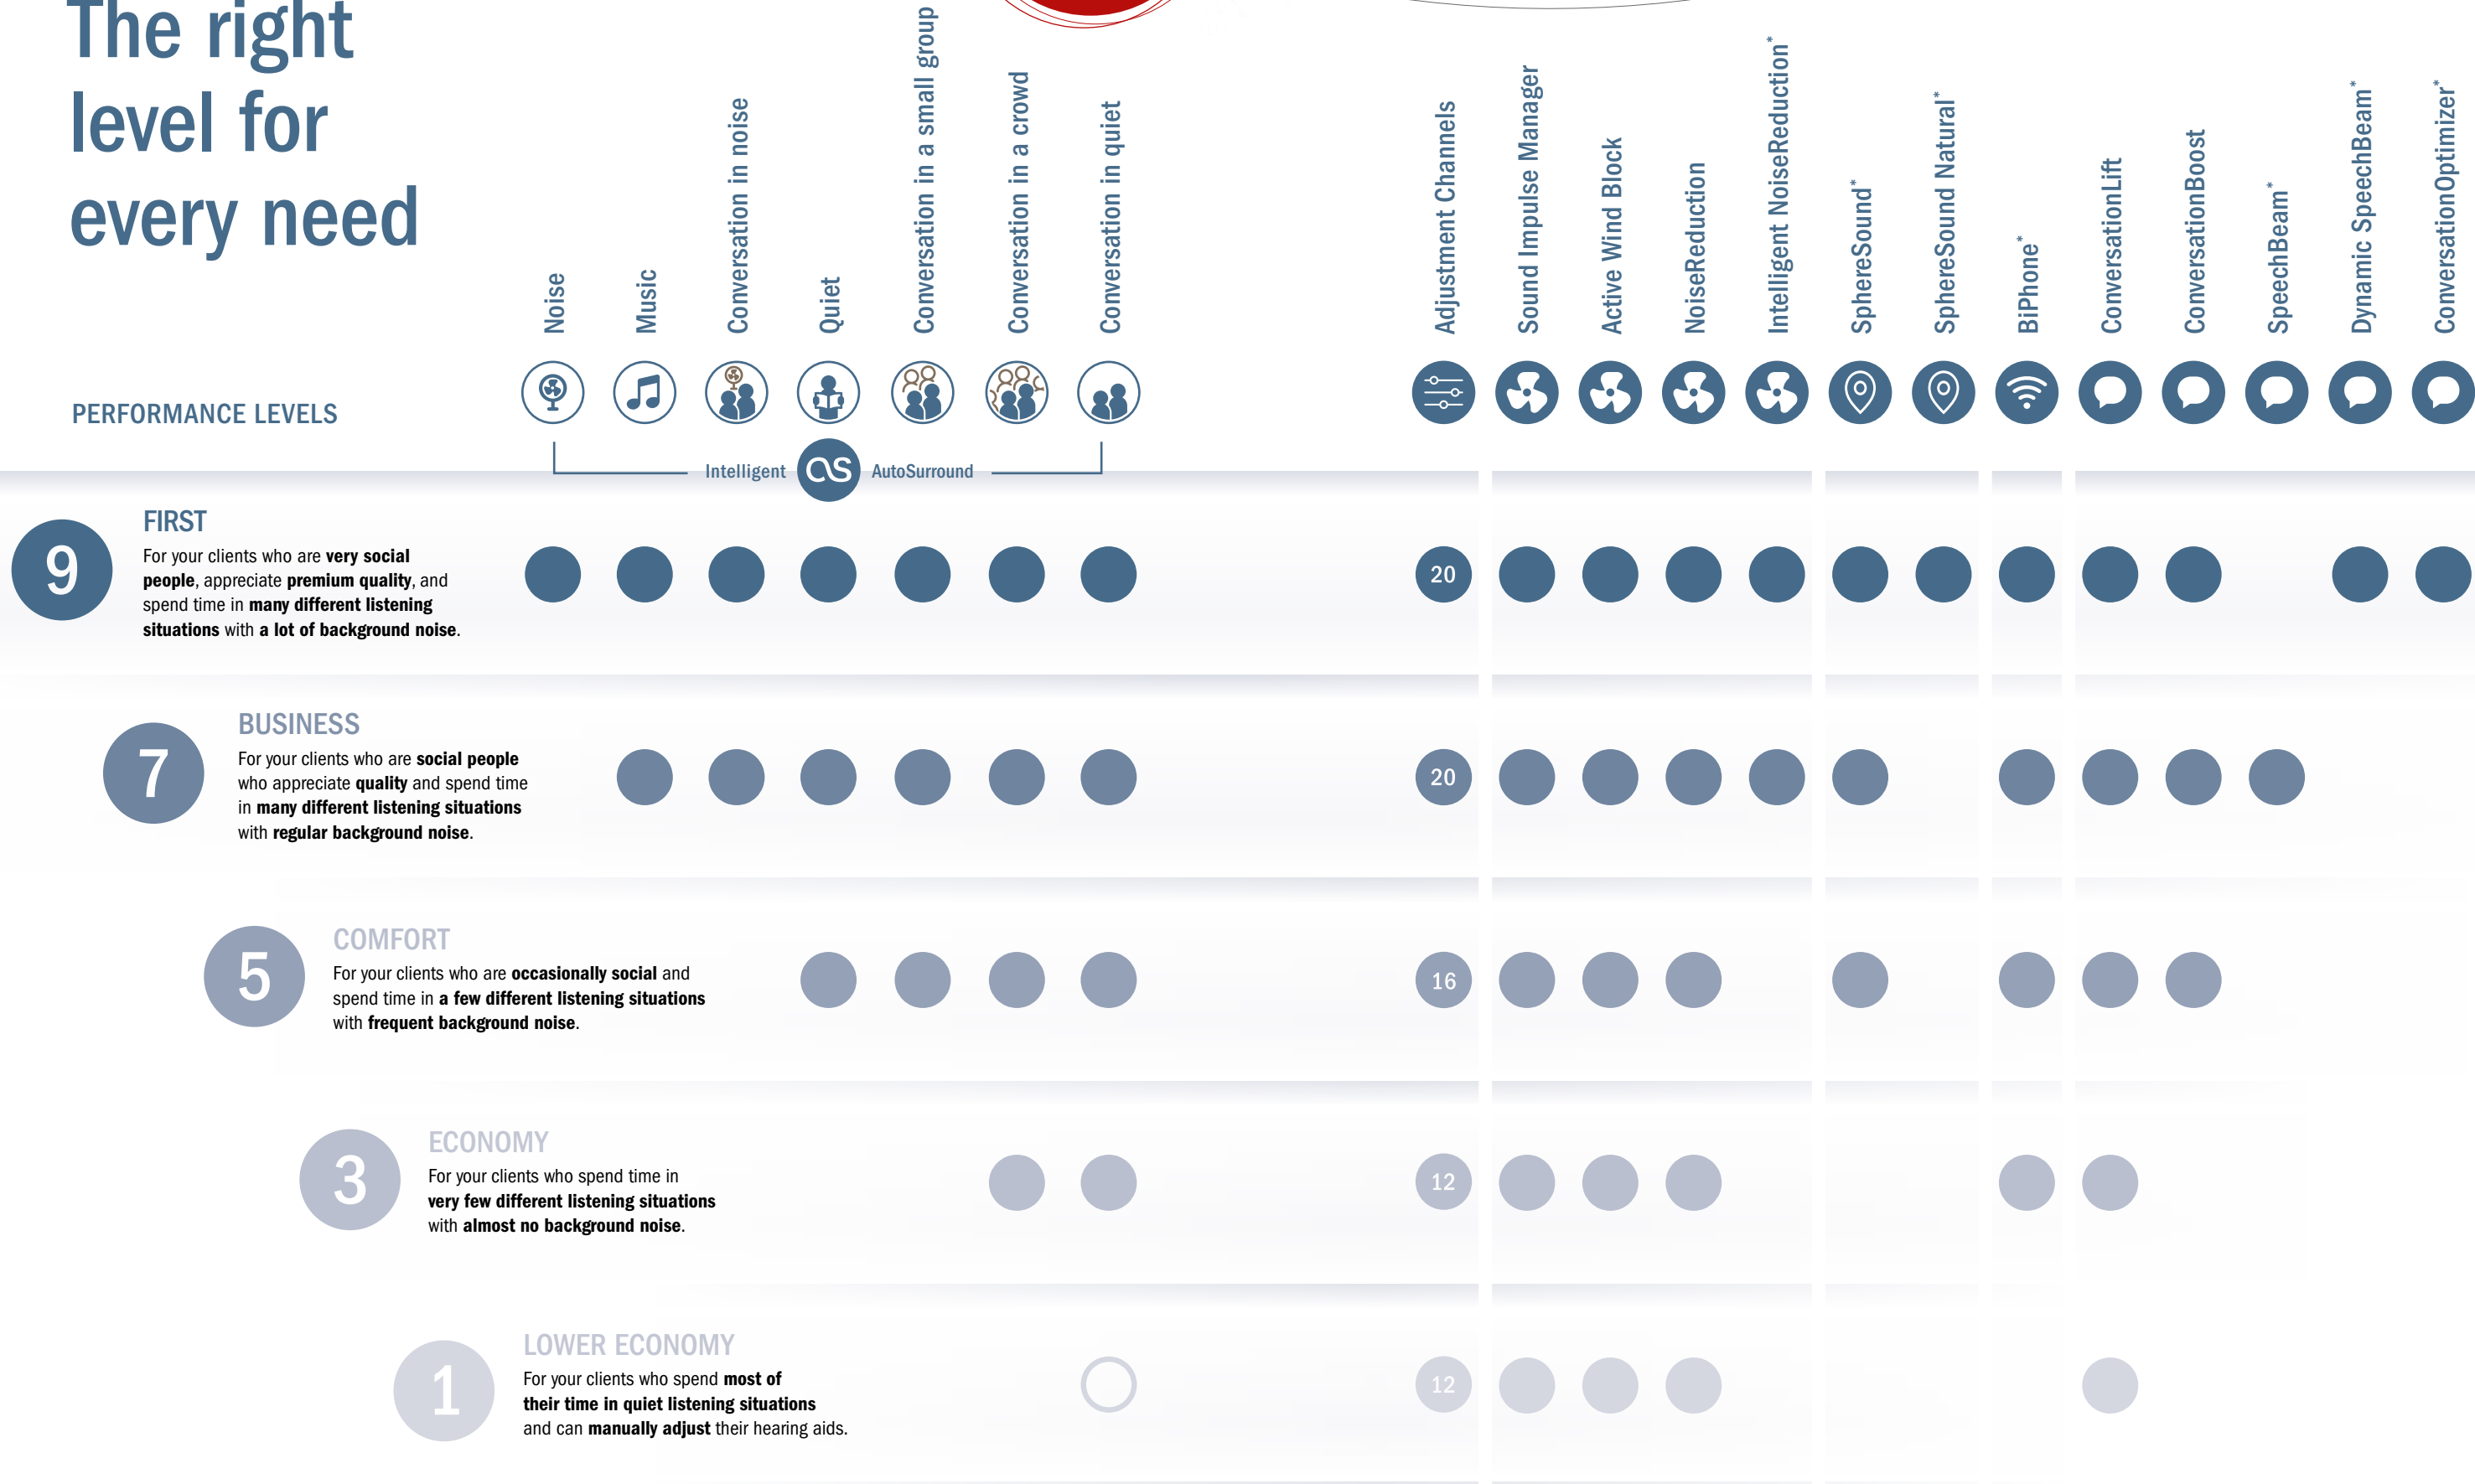 The right
level for
every need
Noise
Music
Conversation in noise
Quiet
Conversation in a small group
Conversation in a crowd
Conversation in quiet
Adjustment Channels
Sound Impulse Manager
Active Wind Block
NoiseReduction
Intelligent NoiseReduction*
SphereSound*
SphereSound Natural*
BiPhone*
ConversationLift
ConversationBoost
SpeechBeam*
Dynamic SpeechBeam*
ConversationOptimizer*
PERFORMANCE LEVELS
Intelligent AS AutoSurround
9
FIRST
For your clients who are very social
people, appreciate premium quality, and
spend time in many different listening
situations with a lot of background noise.
20
7
BUSINESS
For your clients who are social people
who appreciate quality and spend time
in many different listening situations
with regular background noise.
20
5
COMFORT
For your clients who are occasionally social and
spend time in a few different listening situations
with frequent background noise.
16
3
ECONOMY
For your clients who spend time in
very few different listening situations
with almost no background noise.
12
1
LOWER ECONOMY
For your clients who spend most of
their time in quiet listening situations
and can manually adjust their hearing aids.
12